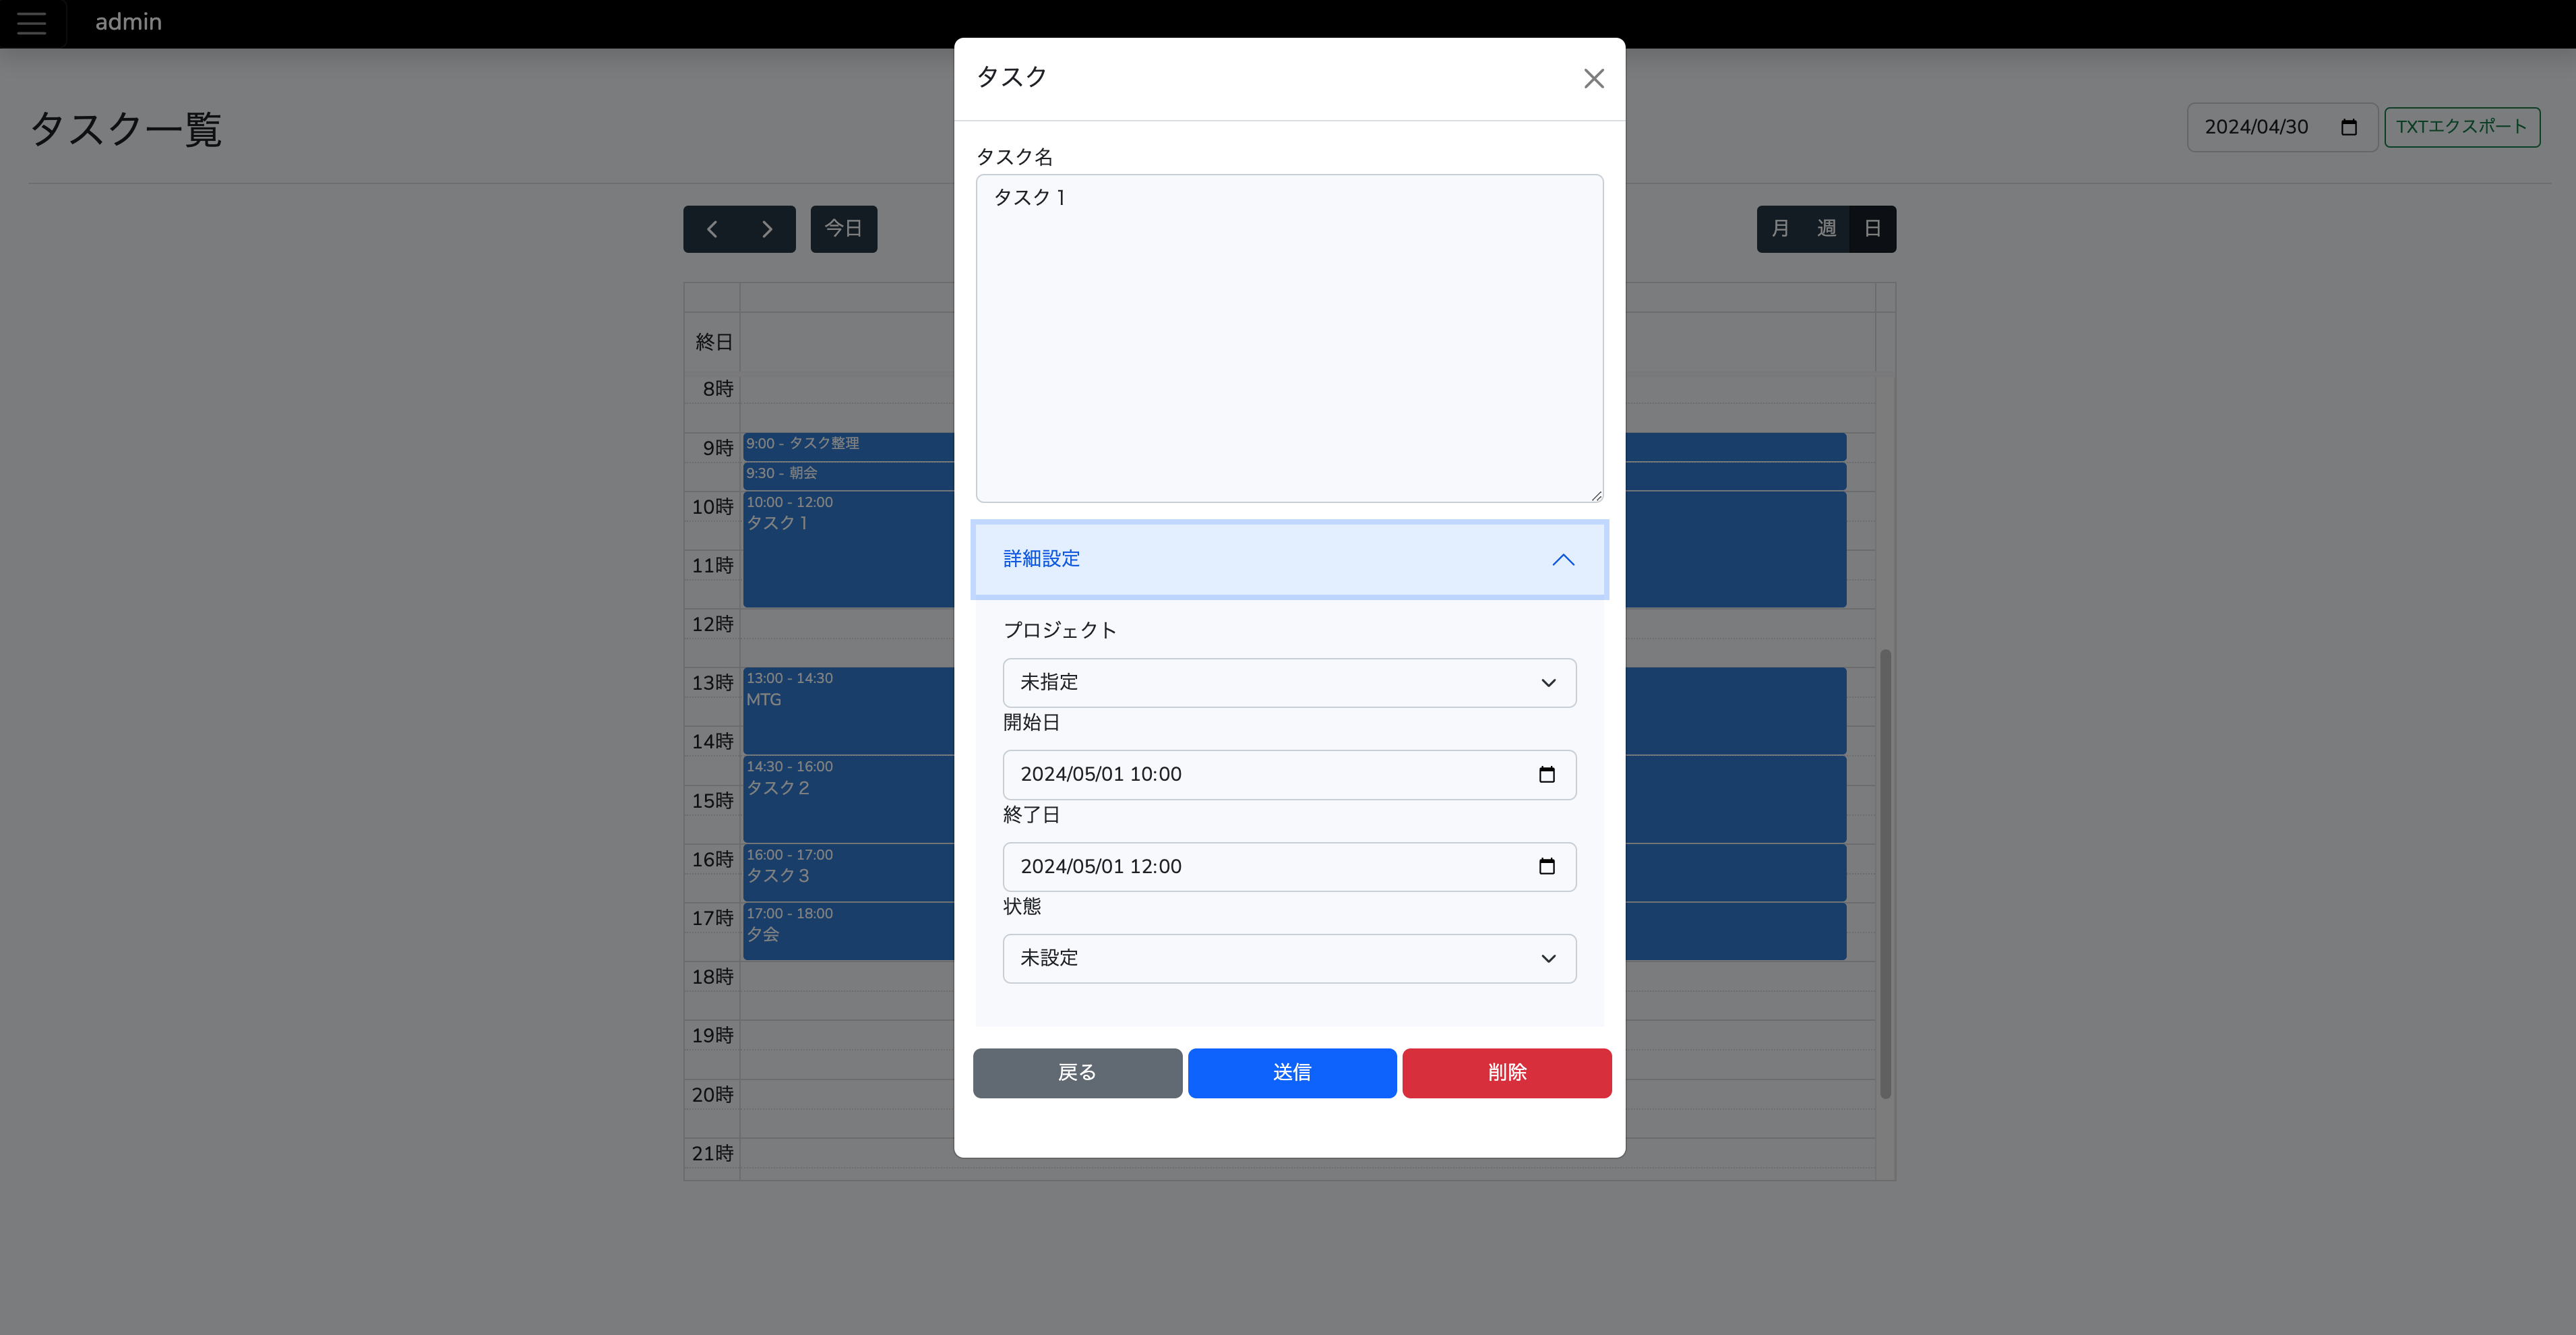 admin
タスク一覧
2024/04/30
TXTエクスポート
今日
月 週 日
終日
8時
9時
10時
11時
12時
13時
14時
15時
16時
17時
18時
19時
20時
21時
9:00 - タスク整理
9:30 - 朝会
10:00 - 12:00
タスク１
13:00 - 14:30
MTG
14:30 - 16:00
タスク２
16:00 - 17:00
タスク３
17:00 - 18:00
夕会
タスク
タスク名
タスク１
詳細設定
プロジェクト
未指定
開始日
2024/05/01 10:00
終了日
2024/05/01 12:00
状態
未設定
戻る 送信 削除